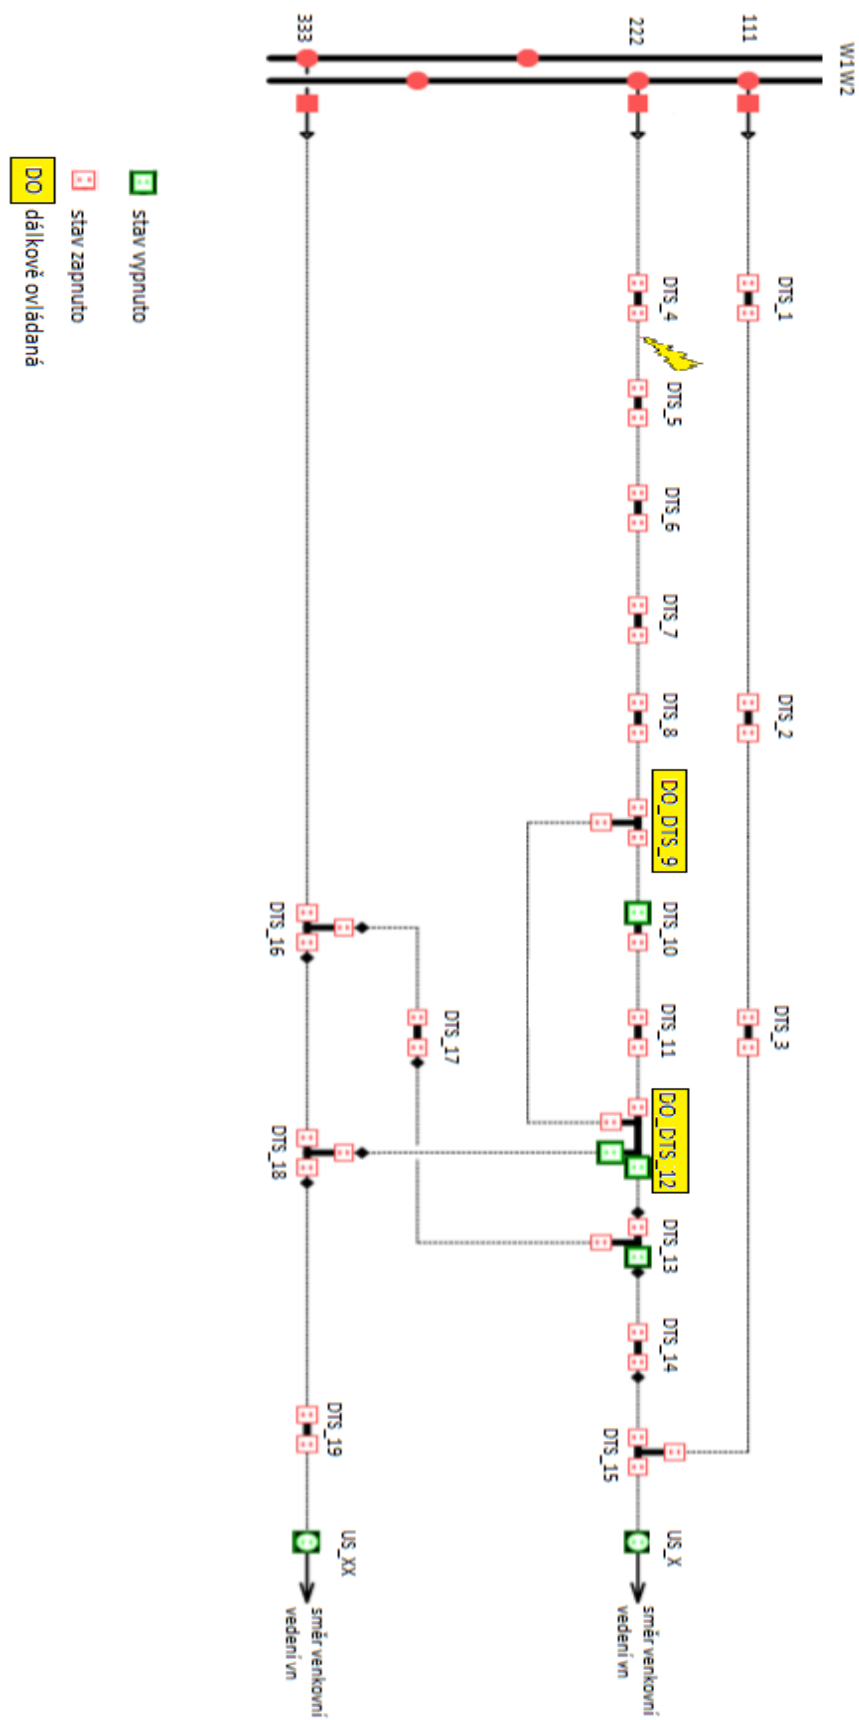 W1 W2
111
222
333
DTS_1
DTS_2
DTS_3
DTS_4
DTS_5
DTS_6
DTS_7
DTS_8
DO_DTS_9
DTS_10
DTS_11
DO_DTS_12
DTS_13
DTS_14
DTS_15
US_X
směr venkovní
vedení vn
DTS_17
DTS_16
DTS_18
DTS_19
US_XX
směr venkovní
vedení vn
stav vypnuto
stav zapnuto
DO dálkově ovládaná